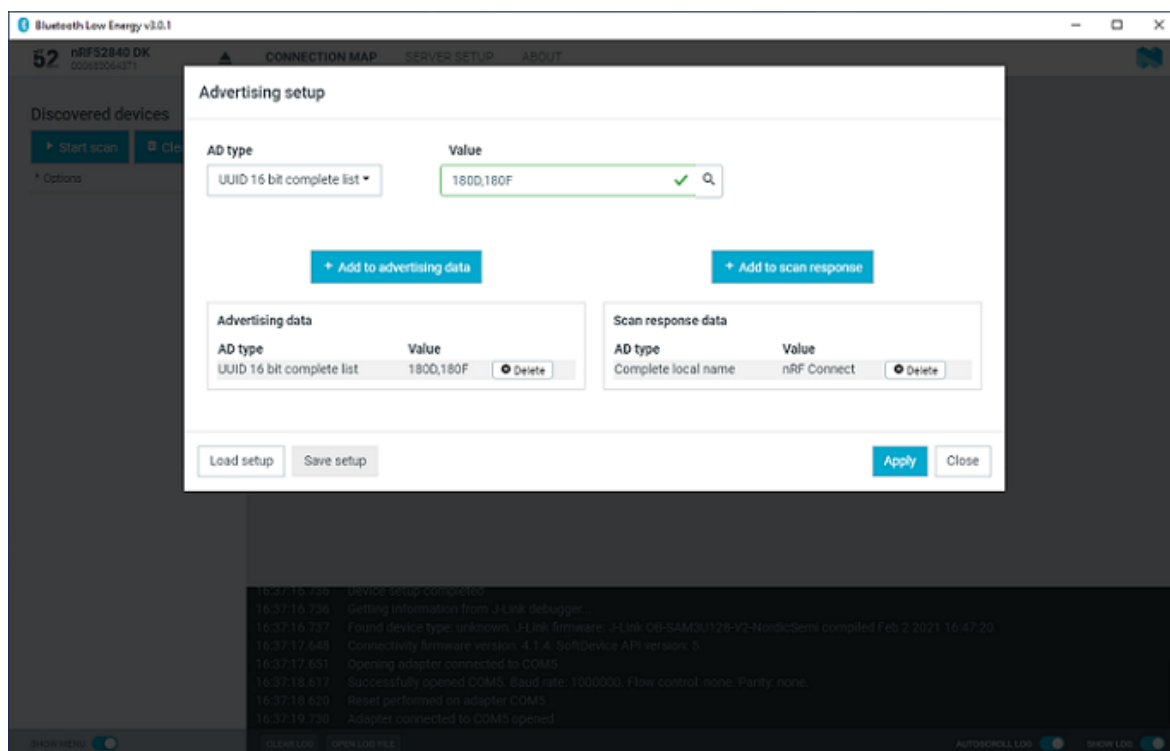 Bluetooth Low Energy v3.0.1
52 nRF52840 DK
000683064371
CONNECTION MAP SERVER SETUP ABOUT
Advertising setup
Discovered devices
Start scan Cle
Options
AD type Value
UUID 16 bit complete list 180D,180F
+ Add to advertising data + Add to scan response
Advertising data Scan response data
AD type Value AD type Value
UUID 16 bit complete list 180D,180F Delete Complete local name nRF Connect Delete
Load setup Save setup Apply Close
16:37:16.736 Device setup completed
16:37:16.736 Getting information from J-Link debugger...
16:37:16.737 Found device type: unknown. J-Link firmware: J-Link OB-SAM3U128-V2-NordicSemi compiled Feb 2 2021 16:47:20.
16:37:17.648 Connectivity firmware version: 4.1.4. SoftDevice API version: 5.
16:37:17.651 Opening adapter connected to COM5
16:37:18.617 Successfully opened COM5. Baud rate: 1000000. Flow control: none. Parity: none.
16:37:18.620 Reset performed on adapter COM5
16:37:19.730 Adapter connected to COM5 opened
SHOW MENU CLEAR LOG OPEN LOG FILE AUTOSCROLL LOG SHOW LOG